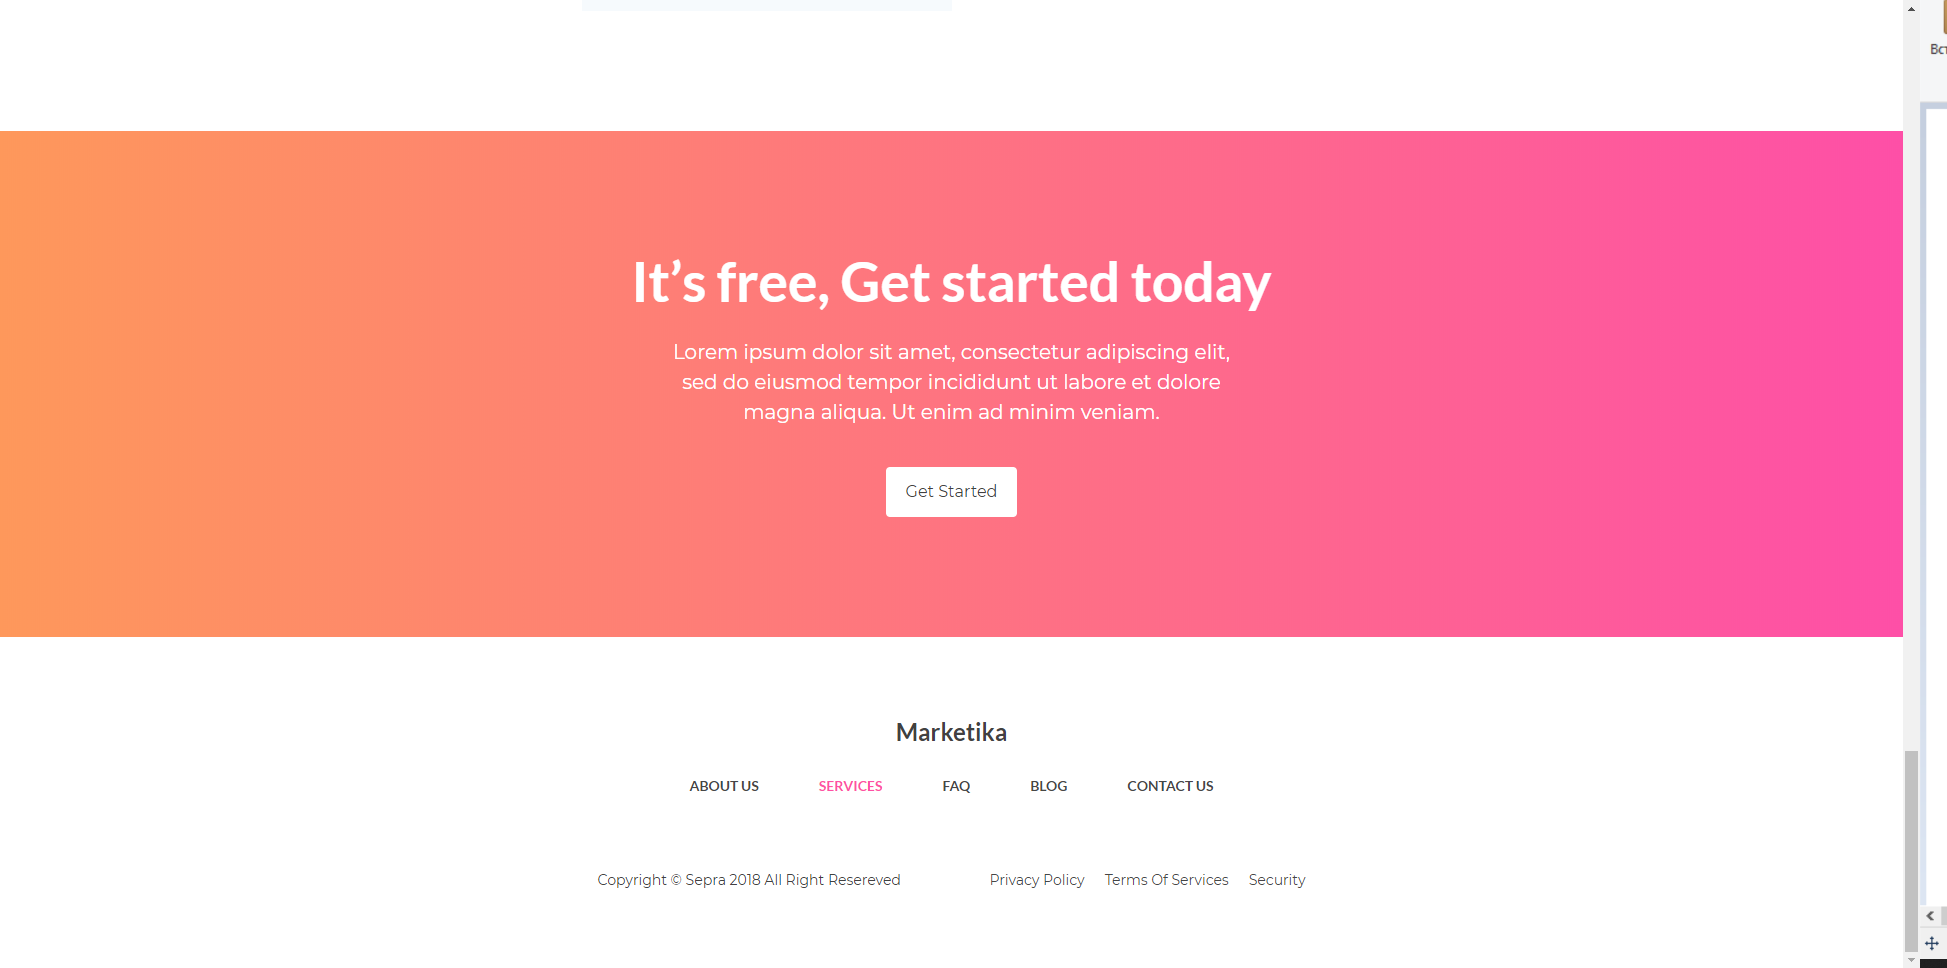 It’s free, Get started today
Lorem ipsum dolor sit amet, consectetur adipiscing elit,
sed do eiusmod tempor incididunt ut labore et dolore
magna aliqua. Ut enim ad minim veniam.
Get Started
Marketika
ABOUT US SERVICES FAQ BLOG CONTACT US
Copyright © Sepra 2018 All Right Resereved Privacy Policy Terms Of Services Security